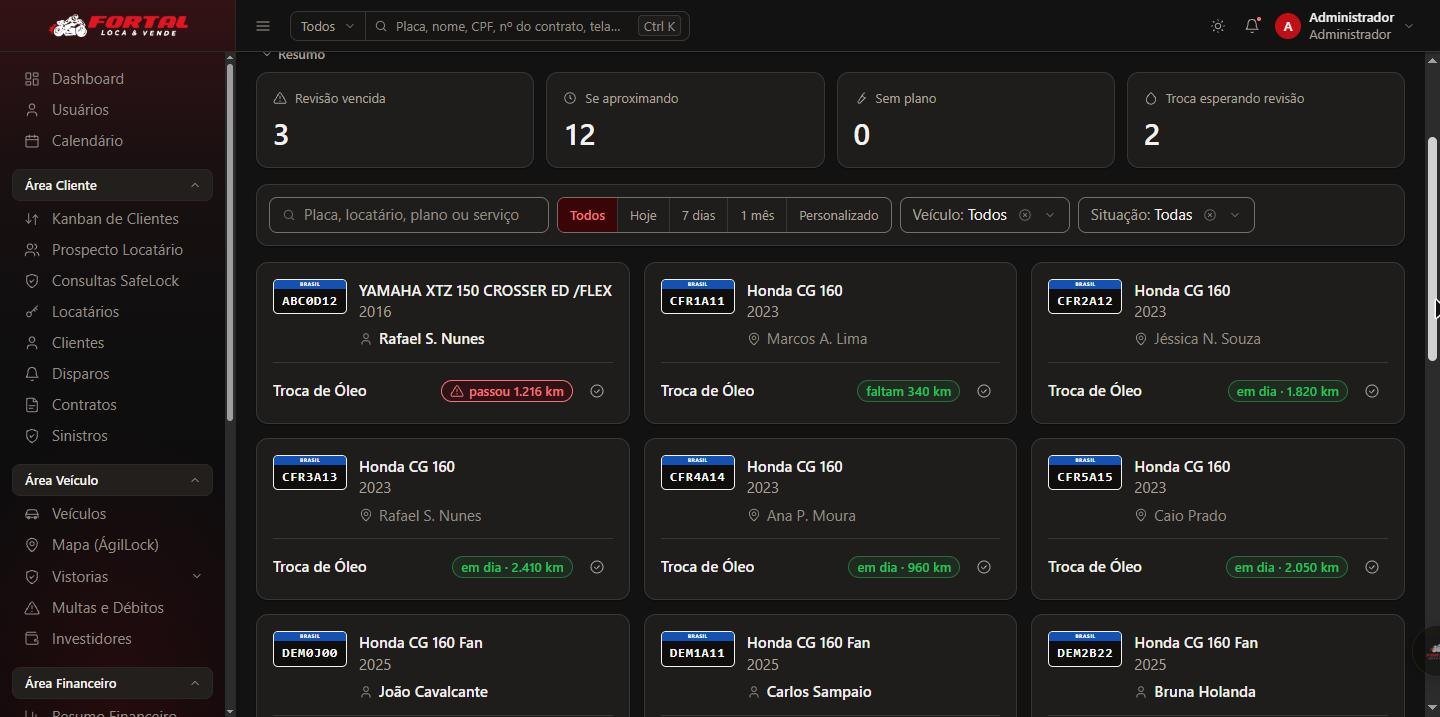 FORTAL
LOCA & VENDE
Todos
Placa, nome, CPF, nº do contrato, tela...
Ctrl K
A
Administrador
Administrador
Dashboard
Usuários
Calendário
Área Cliente
Kanban de Clientes
Prospecto Locatário
Consultas SafeLock
Locatários
Clientes
Disparos
Contratos
Sinistros
Área Veículo
Veículos
Mapa (ÁgilLock)
Vistorias
Multas e Débitos
Investidores
Área Financeiro
Resumo Financeiro
Resumo
Revisão vencida
3
Se aproximando
12
Sem plano
0
Troca esperando revisão
2
Placa, locatário, plano ou serviço
Todos
Hoje
7 dias
1 mês
Personalizado
Veículo: Todos
Situação: Todas
BRASIL
ABC0D12
YAMAHA XTZ 150 CROSSER ED /FLEX
2016
Rafael S. Nunes
Troca de Óleo
passou 1.216 km
BRASIL
CFR1A11
Honda CG 160
2023
Marcos A. Lima
Troca de Óleo
faltam 340 km
BRASIL
CFR2A12
Honda CG 160
2023
Jéssica N. Souza
Troca de Óleo
em dia · 1.820 km
BRASIL
CFR3A13
Honda CG 160
2023
Rafael S. Nunes
Troca de Óleo
em dia · 2.410 km
BRASIL
CFR4A14
Honda CG 160
2023
Ana P. Moura
Troca de Óleo
em dia · 960 km
BRASIL
CFR5A15
Honda CG 160
2023
Caio Prado
Troca de Óleo
em dia · 2.050 km
BRASIL
DEM0J00
Honda CG 160 Fan
2025
João Cavalcante
BRASIL
DEM1A11
Honda CG 160 Fan
2025
Carlos Sampaio
BRASIL
DEM2B22
Honda CG 160 Fan
2025
Bruna Holanda